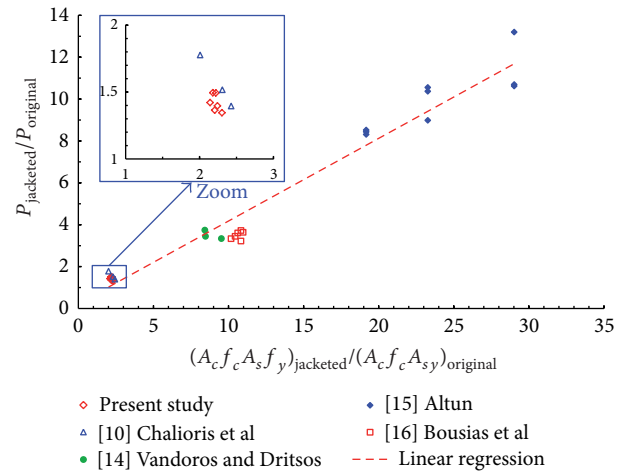 14
12
10
8
6
4
2
0
P_jacketed/P_original
2
1.5
1
1 2 3
Zoom
0 5 10 15 20 25 30 35
(A_c f_c A_s f_y)_jacketed/(A_c f_c A_sy)_original
Present study
[10] Chalioris et al
[14] Vandoros and Dritsos
[15] Altun
[16] Bousias et al
Linear regression